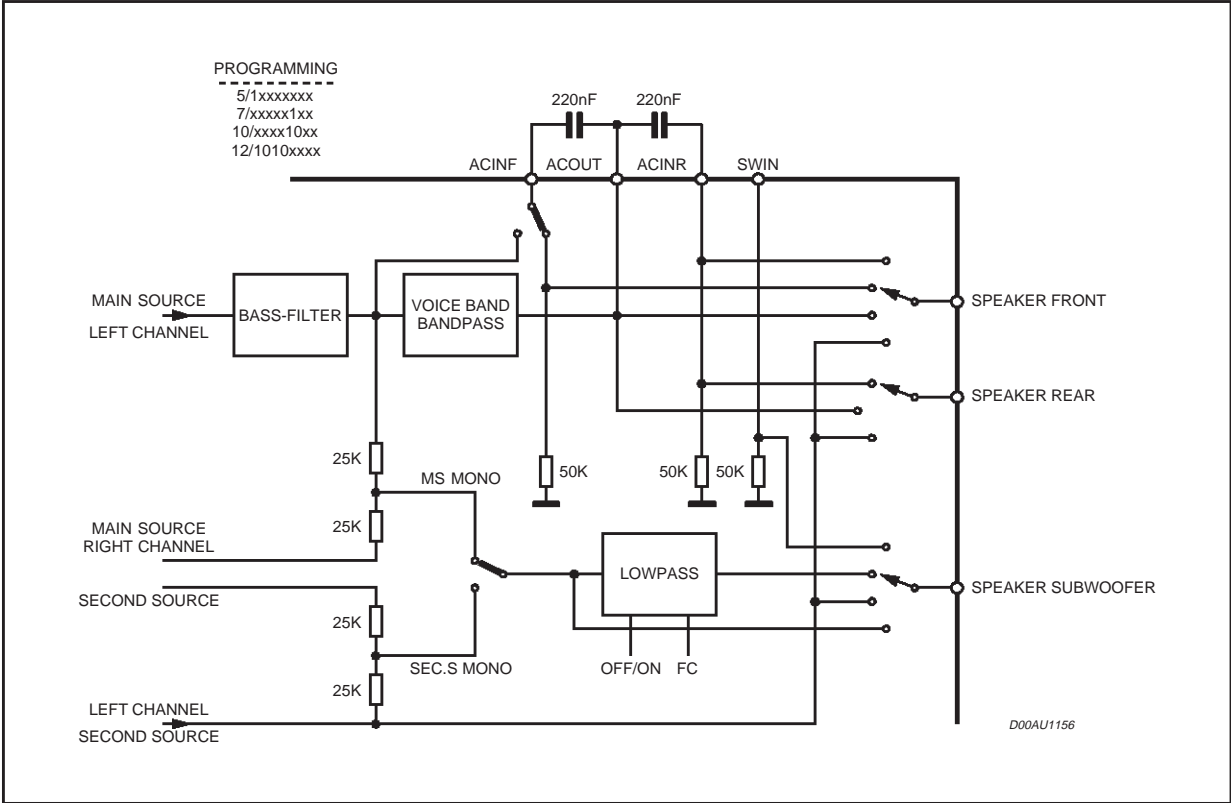 PROGRAMMING
5/1xxxxxxx
7/xxxxx1xx
10/xxxx10xx
12/1010xxxx
220nF
220nF
ACINF
ACOUT
ACINR
SWIN
MAIN SOURCE
LEFT CHANNEL
BASS-FILTER
VOICE BAND
BANDPASS
SPEAKER FRONT
SPEAKER REAR
25K
MS MONO
50K
50K
50K
25K
MAIN SOURCE
RIGHT CHANNEL
LOWPASS
SECOND SOURCE
SPEAKER SUBWOOFER
25K
SEC.S MONO
OFF/ON
FC
25K
LEFT CHANNEL
SECOND SOURCE
D00AU1156